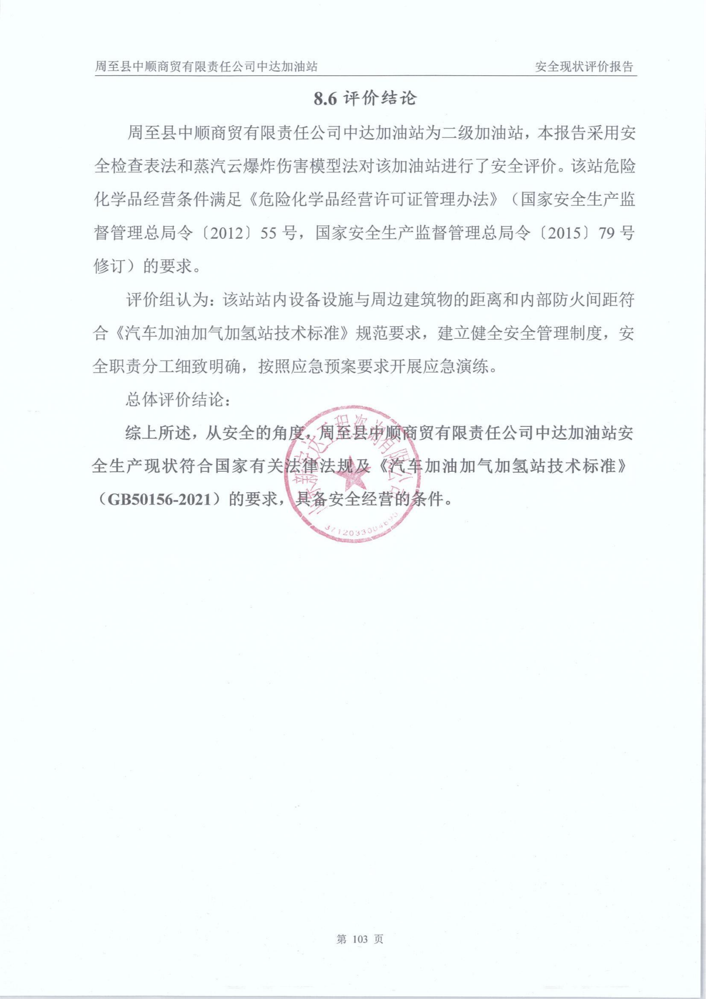 周至县中顺商贸有限责任公司中达加油站 安全现状评价报告
8.6 评价结论
周至县中顺商贸有限责任公司中达加油站为二级加油站，本报告采用安
全检查表法和蒸汽云爆炸伤害模型法对该加油站进行了安全评价。该站危险
化学品经营条件满足《危险化学品经营许可证管理办法》（国家安全生产监
督管理总局令〔2012〕55 号，国家安全生产监督管理总局令〔2015〕79 号
修订）的要求。
评价组认为：该站站内设备设施与周边建筑物的距离和内部防火间距符
合《汽车加油加气加氢站技术标准》规范要求，建立健全安全管理制度，安
全职责分工细致明确，按照应急预案要求开展应急演练。
总体评价结论：
综上所述，从安全的角度，周至县中顺商贸有限责任公司中达加油站安
全生产现状符合国家有关法律法规及《汽车加油加气加氢站技术标准》
（GB50156-2021）的要求，具备安全经营的条件。
山东新安达工程咨询有限公司
3712033004690
第 103 页